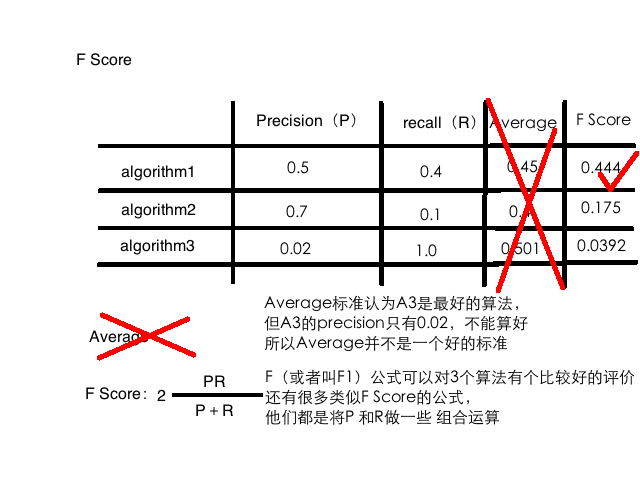 F Score
Precision（P） recall（R） Average F Score
algorithm1 0.5 0.4 0.45 0.444
algorithm2 0.7 0.1 0.175
algorithm3 0.02 1.0 0.501 0.0392
Average标准认为A3是最好的算法，
但A3的precision只有0.02，不能算好
Average
所以Average并不是一个好的标准
F（或者叫F1）公式可以对3个算法有个比较好的评价
F Score： 2 PR
P + R
还有很多类似F Score的公式，
他们都是将P 和R做一些 组合运算